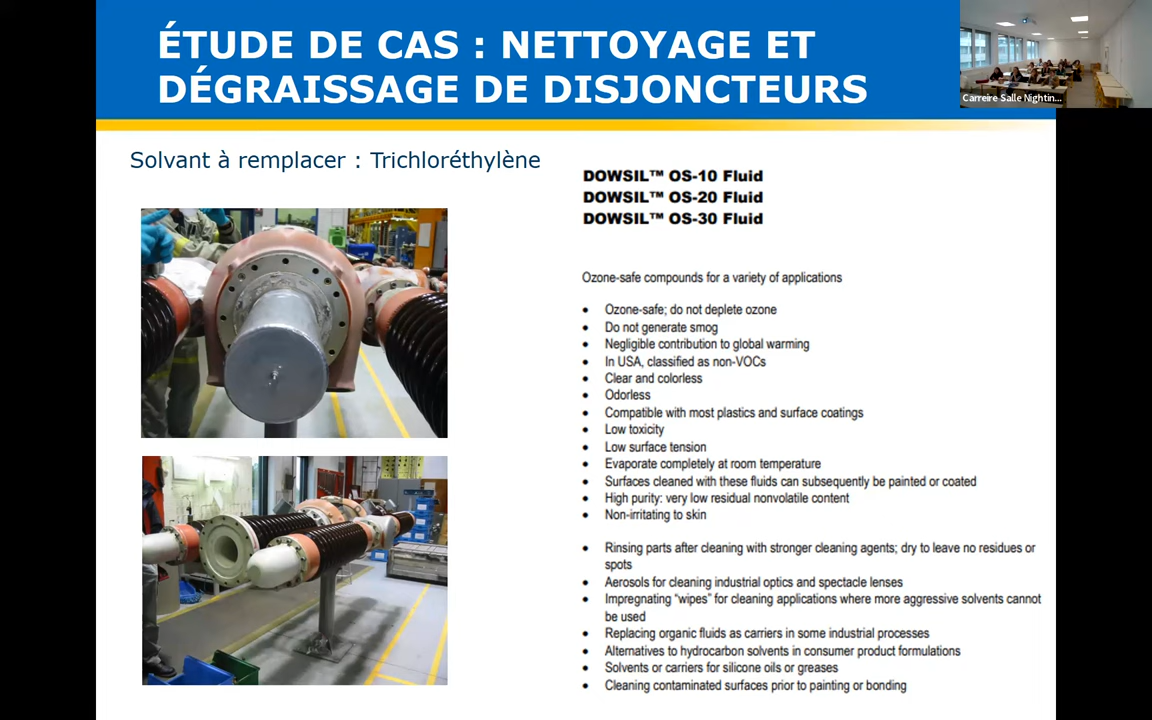 ÉTUDE DE CAS : NETTOYAGE ET
DÉGRAISSAGE DE DISJONCTEURS
Carreire Salle Nightin...
Solvant à remplacer : Trichloréthylène
DOWSIL™ OS-10 Fluid
DOWSIL™ OS-20 Fluid
DOWSIL™ OS-30 Fluid
Ozone-safe compounds for a variety of applications
• Ozone-safe; do not deplete ozone
• Do not generate smog
• Negligible contribution to global warming
• In USA, classified as non-VOCs
• Clear and colorless
• Odorless
• Compatible with most plastics and surface coatings
• Low toxicity
• Low surface tension
• Evaporate completely at room temperature
• Surfaces cleaned with these fluids can subsequently be painted or coated
• High purity: very low residual nonvolatile content
• Non-irritating to skin
• Rinsing parts after cleaning with stronger cleaning agents; dry to leave no residues or
spots
• Aerosols for cleaning industrial optics and spectacle lenses
• Impregnating “wipes” for cleaning applications where more aggressive solvents cannot
be used
• Replacing organic fluids as carriers in some industrial processes
• Alternatives to hydrocarbon solvents in consumer product formulations
• Solvents or carriers for silicone oils or greases
• Cleaning contaminated surfaces prior to painting or bonding